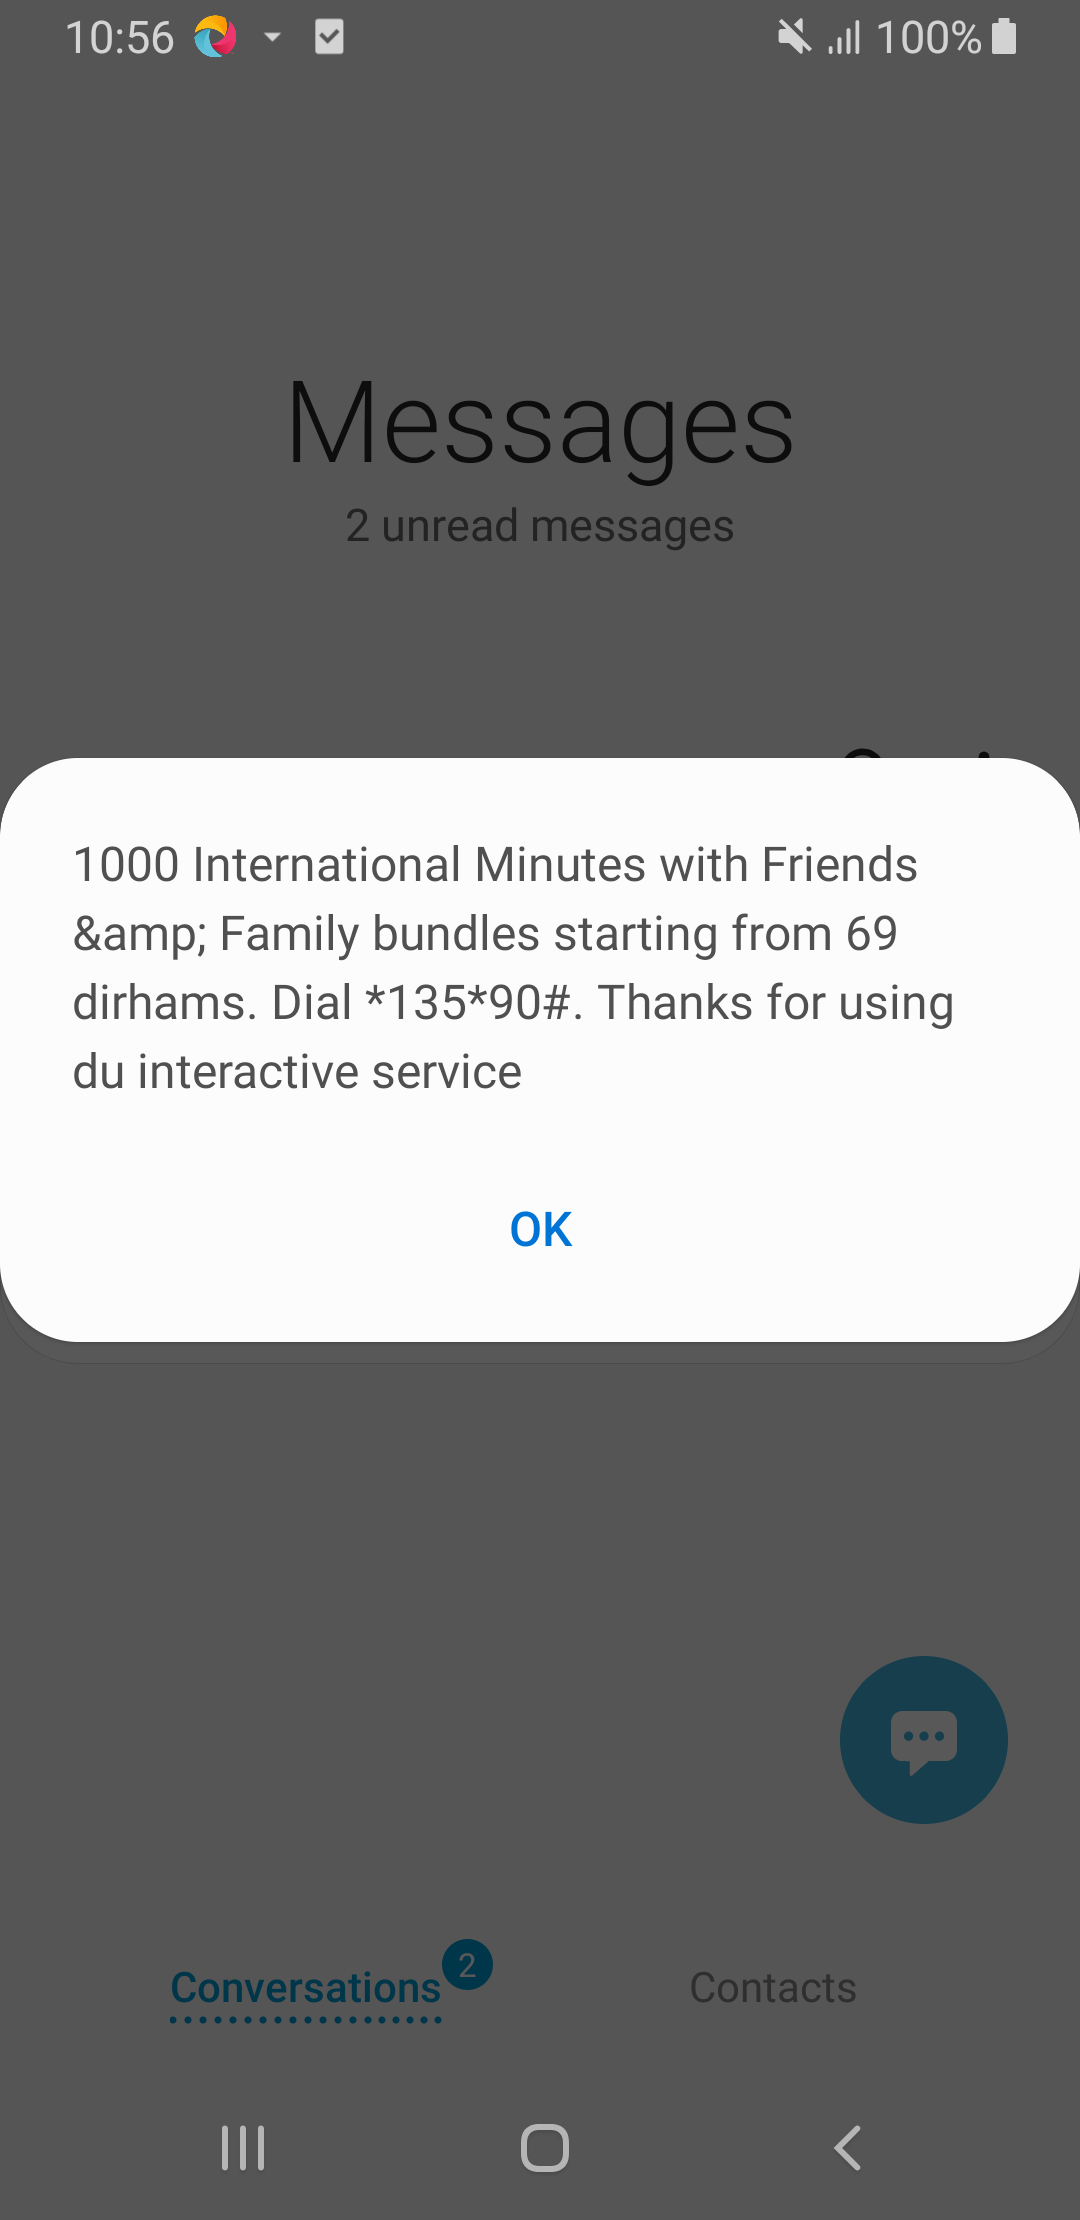 10:56
100%
Messages
2 unread messages
1000 International Minutes with Friends
&amp; Family bundles starting from 69
dirhams. Dial *135*90#. Thanks for using
du interactive service
OK
Conversations
2
Contacts